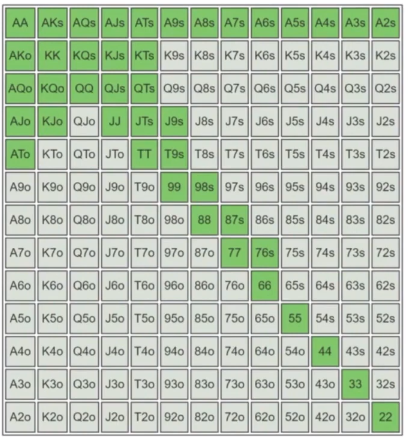 AA AKs AQs AJs ATs A9s A8s A7s A6s A5s A4s A3s A2s
AKo KK KQs KJs KTs K9s K8s K7s K6s K5s K4s K3s K2s
AQo KQo QQ QJs QTs Q9s Q8s Q7s Q6s Q5s Q4s Q3s Q2s
AJo KJo QJo JJ JTs J9s J8s J7s J6s J5s J4s J3s J2s
ATo KTo QTo JTo TT T9s T8s T7s T6s T5s T4s T3s T2s
A9o K9o Q9o J9o T9o 99 98s 97s 96s 95s 94s 93s 92s
A8o K8o Q8o J8o T8o 98o 88 87s 86s 85s 84s 83s 82s
A7o K7o Q7o J7o T7o 97o 87o 77 76s 75s 74s 73s 72s
A6o K6o Q6o J6o T6o 96o 86o 76o 66 65s 64s 63s 62s
A5o K5o Q5o J5o T5o 95o 85o 75o 65o 55 54s 53s 52s
A4o K4o Q4o J4o T4o 94o 84o 74o 64o 54o 44 43s 42s
A3o K3o Q3o J3o T3o 93o 83o 73o 63o 53o 43o 33 32s
A2o K2o Q2o J2o T2o 92o 82o 72o 62o 52o 42o 32o 22